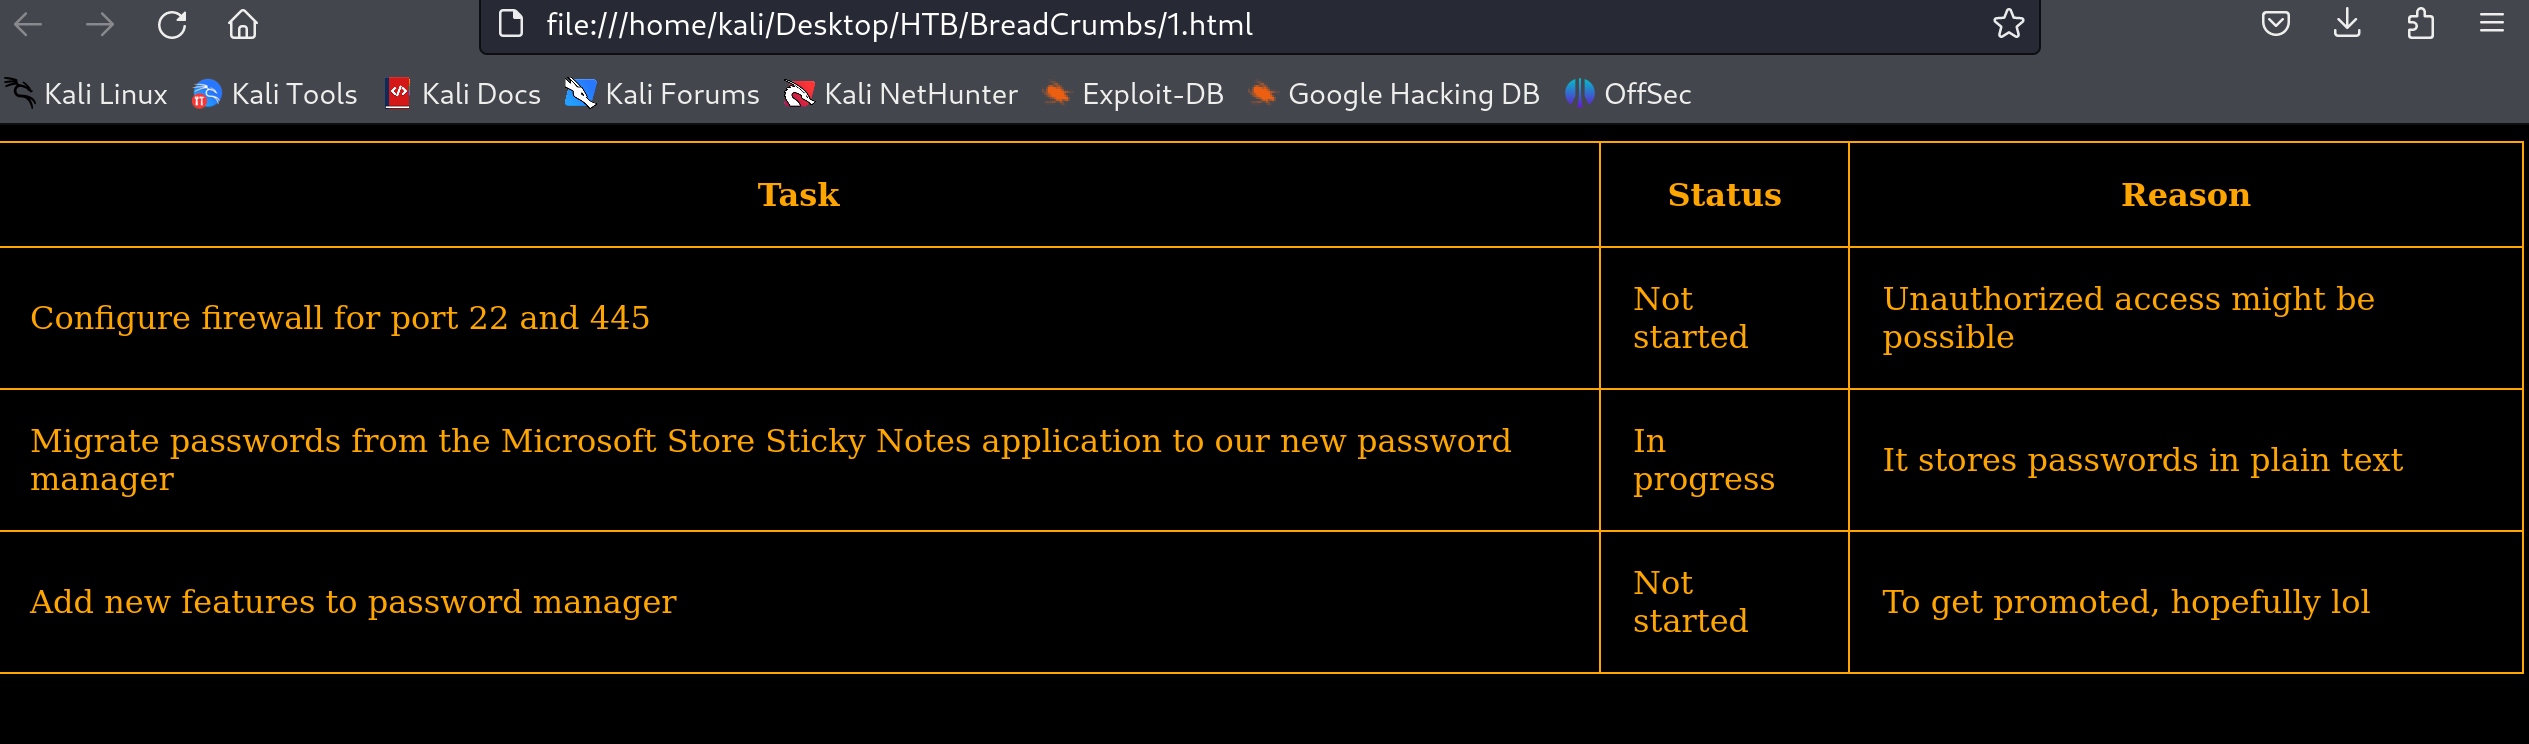 file:///home/kali/Desktop/HTB/BreadCrumbs/1.html
Kali Linux Kali Tools Kali Docs Kali Forums Kali NetHunter Exploit-DB Google Hacking DB OffSec
Task Status Reason
Configure firewall for port 22 and 445
Not
started
Unauthorized access might be
possible
Migrate passwords from the Microsoft Store Sticky Notes application to our new password
manager
In
progress
It stores passwords in plain text
Add new features to password manager
Not
started
To get promoted, hopefully lol